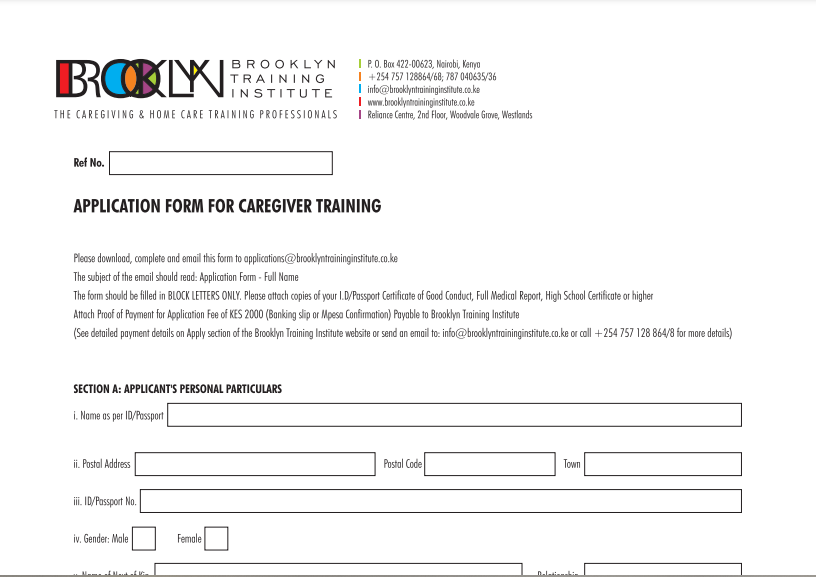 BROOKLYN BROOKLYN
TRAINING
INSTITUTE
THE CAREGIVING & HOME CARE TRAINING PROFESSIONALS
P. O. Box 422-00623, Nairobi, Kenya
+254 757 128864/68; 787 040635/36
info@brooklyntraininginstitute.co.ke
www.brooklyntraininginstitute.co.ke
Reliance Centre, 2nd Floor, Woodvale Grove, Westlands
Ref No.
APPLICATION FORM FOR CAREGIVER TRAINING
Please download, complete and email this form to applications@brooklyntraininginstitute.co.ke
The subject of the email should read: Application Form - Full Name
The form should be filled in BLOCK LETTERS ONLY. Please attach copies of your I.D/Passport Certificate of Good Conduct, Full Medical Report, High School Certificate or higher
Attach Proof of Payment for Application Fee of KES 2000 (Banking slip or Mpesa Confirmation) Payable to Brooklyn Training Institute
(See detailed payment details on Apply section of the Brooklyn Training Institute website or send an email to: info@brooklyntraininginstitute.co.ke or call +254 757 128 864/8 for more details)
SECTION A: APPLICANT'S PERSONAL PARTICULARS
i. Name as per ID/Passport
ii. Postal Address Postal Code Town
iii. ID/Passport No.
iv. Gender: Male Female
v. Name of Next of Kin Relationship